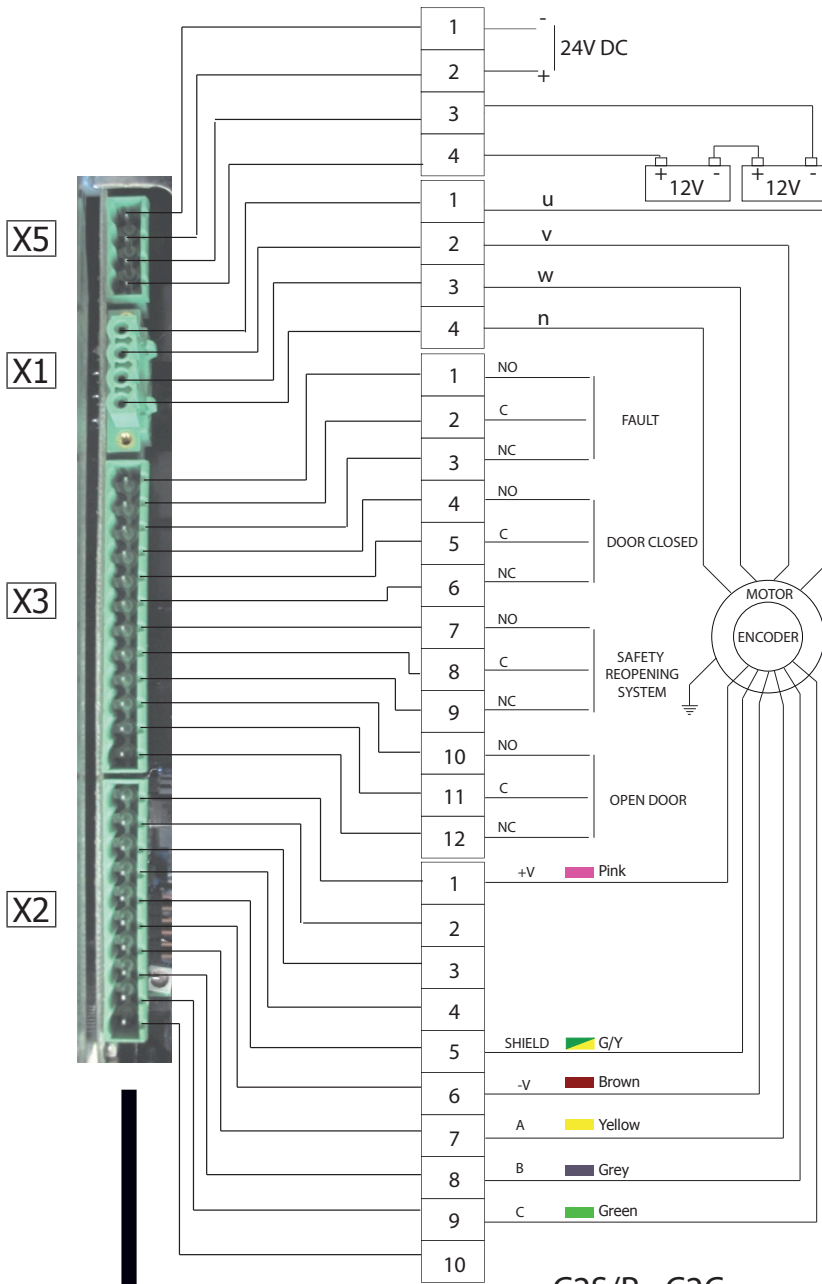 1 -
24V DC
2 +
3
4
+ - + -
12V 12V
X5
1 u
2 v
3 w
4 n
X1
1 NO
2 C FAULT
3 NC
4 NO
5 C DOOR CLOSED
6 NC
X3
MOTOR
ENCODER
7 NO
8 C SAFETY
REOPENING
SYSTEM
9 NC
10 NO
11 C OPEN DOOR
12 NC
X2
1 +V Pink
2
3
4
5 SHIELD G/Y
6 -V Brown
7 A Yellow
8 B Grey
9 C Green
10